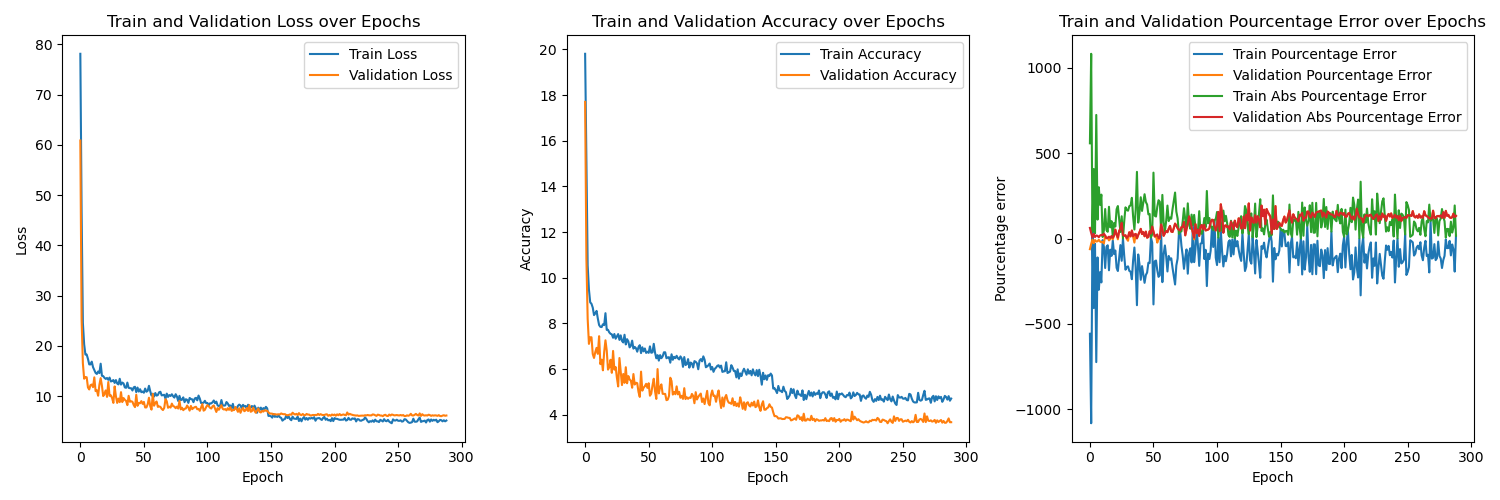 Train and Validation Loss over Epochs
80
70
60
50
40
30
20
10
Loss
0 50 100 150 200 250 300
Epoch
Train Loss
Validation Loss
Train and Validation Accuracy over Epochs
20
18
16
14
12
10
8
6
4
Accuracy
0 50 100 150 200 250 300
Epoch
Train Accuracy
Validation Accuracy
Train and Validation Pourcentage Error over Epochs
1000
500
0
−500
−1000
Pourcentage error
0 50 100 150 200 250 300
Epoch
Train Pourcentage Error
Validation Pourcentage Error
Train Abs Pourcentage Error
Validation Abs Pourcentage Error